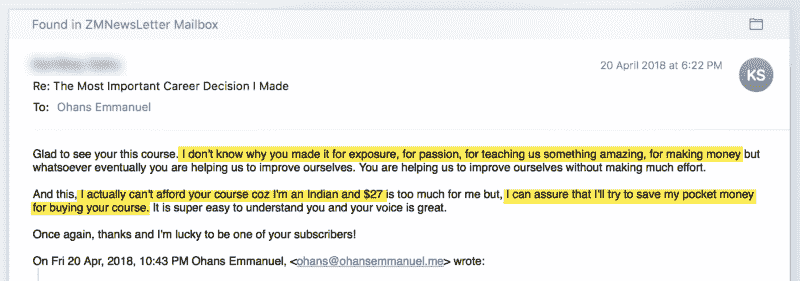 Found in ZMNewsLetter Mailbox
20 April 2018 at 6:22 PM
KS
Re: The Most Important Career Decision I Made
To: Ohans Emmanuel
Glad to see your this course. I don't know why you made it for exposure, for passion, for teaching us something amazing, for making money but
whatsoever eventually you are helping us to improve ourselves. You are helping us to improve ourselves without making much effort.
And this, I actually can't afford your course coz I'm an Indian and $27 is too much for me but, I can assure that I'll try to save my pocket money
for buying your course. It is super easy to understand you and your voice is great.
Once again, thanks and I'm lucky to be one of your subscribers!
On Fri 20 Apr, 2018, 10:43 PM Ohans Emmanuel, <ohans@ohansemmanuel.me> wrote: